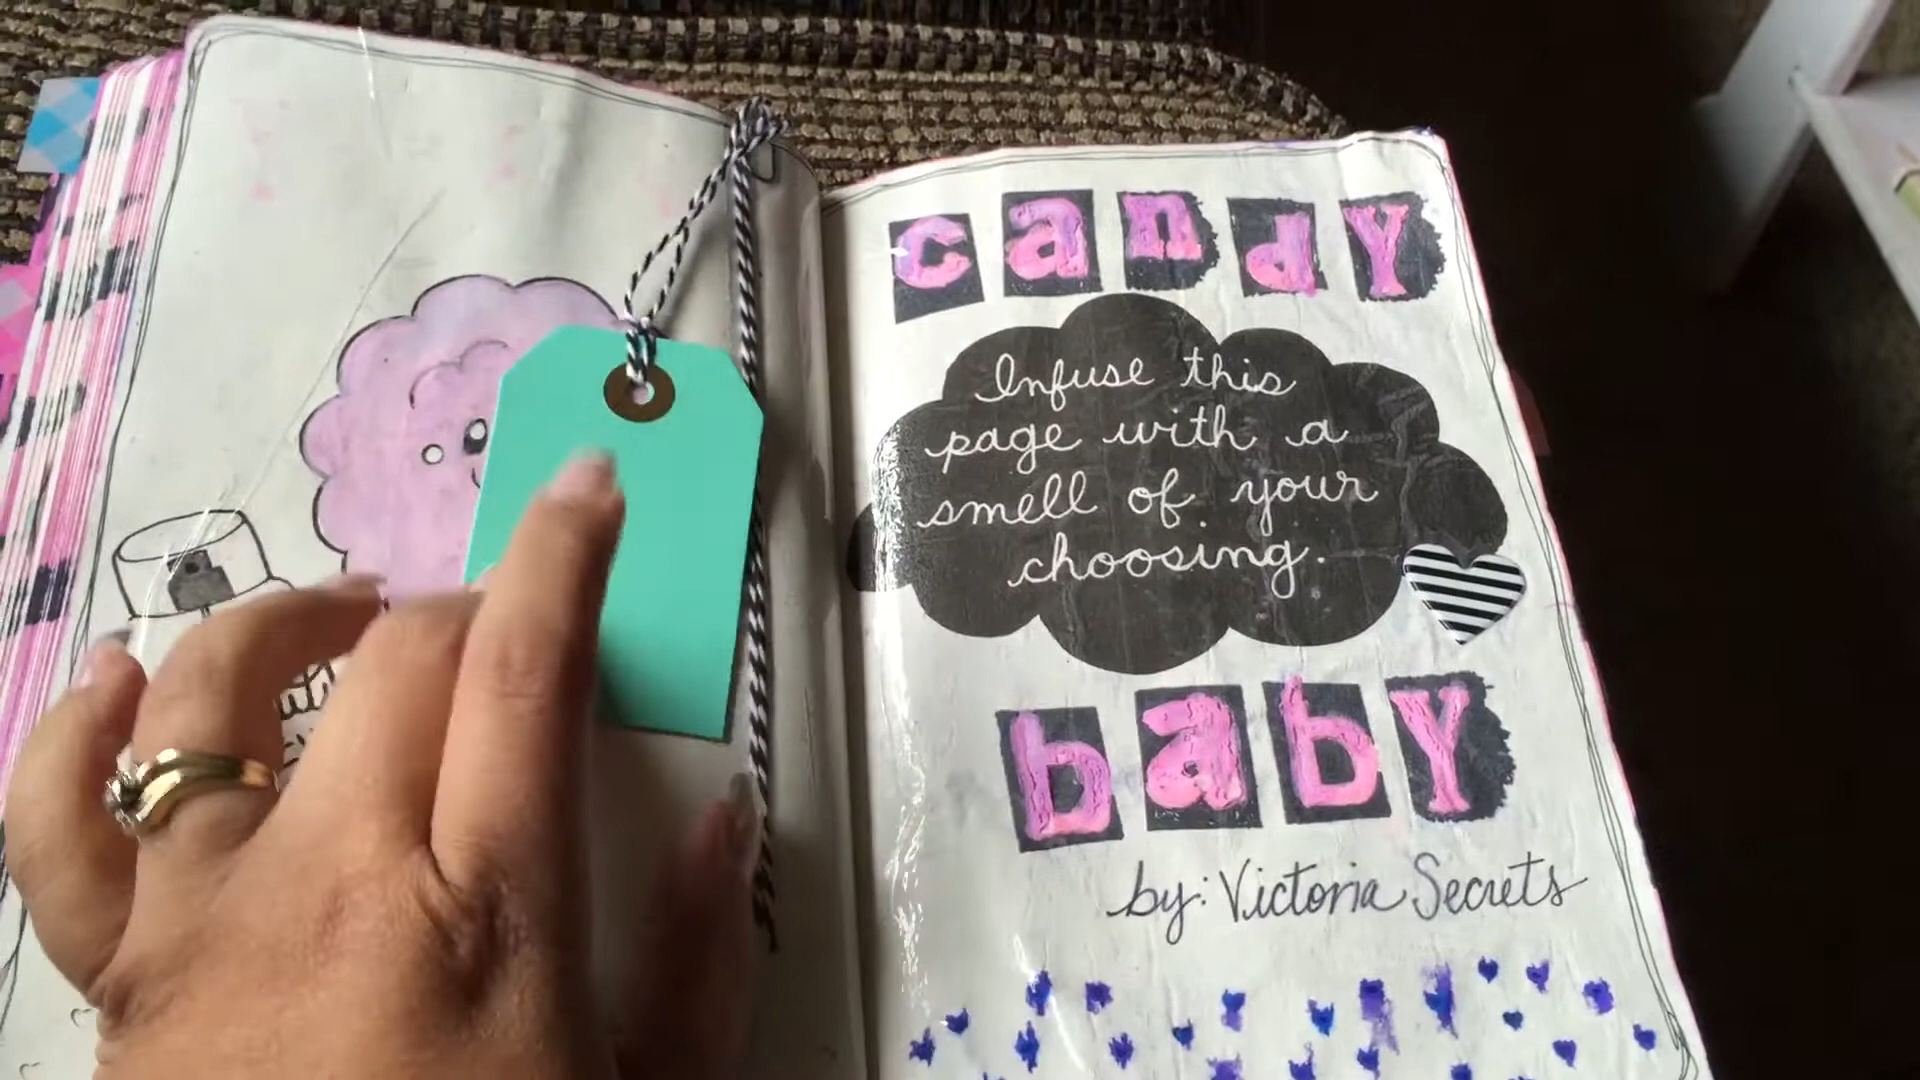 candy
Infuse this
page with a
smell of your
choosing.
baby
by: Victoria Secrets